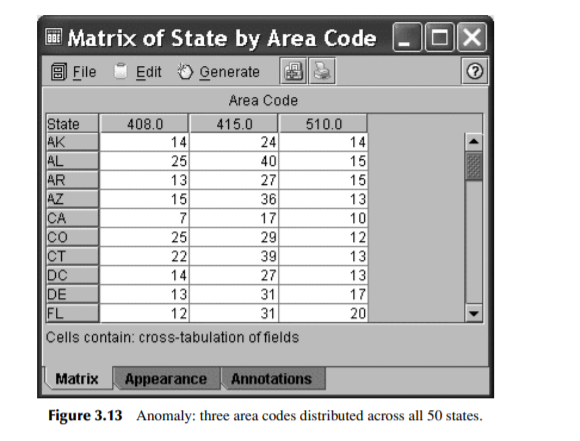 Matrix of State by Area Code
File Edit Generate
Area Code
State 408.0 415.0 510.0
AK 14 24 14
AL 25 40 15
AR 13 27 15
AZ 15 36 13
CA 7 17 10
CO 25 29 12
CT 22 39 13
DC 14 27 13
DE 13 31 17
FL 12 31 20
Cells contain: cross-tabulation of fields
Matrix Appearance Annotations
Figure 3.13 Anomaly: three area codes distributed across all 50 states.